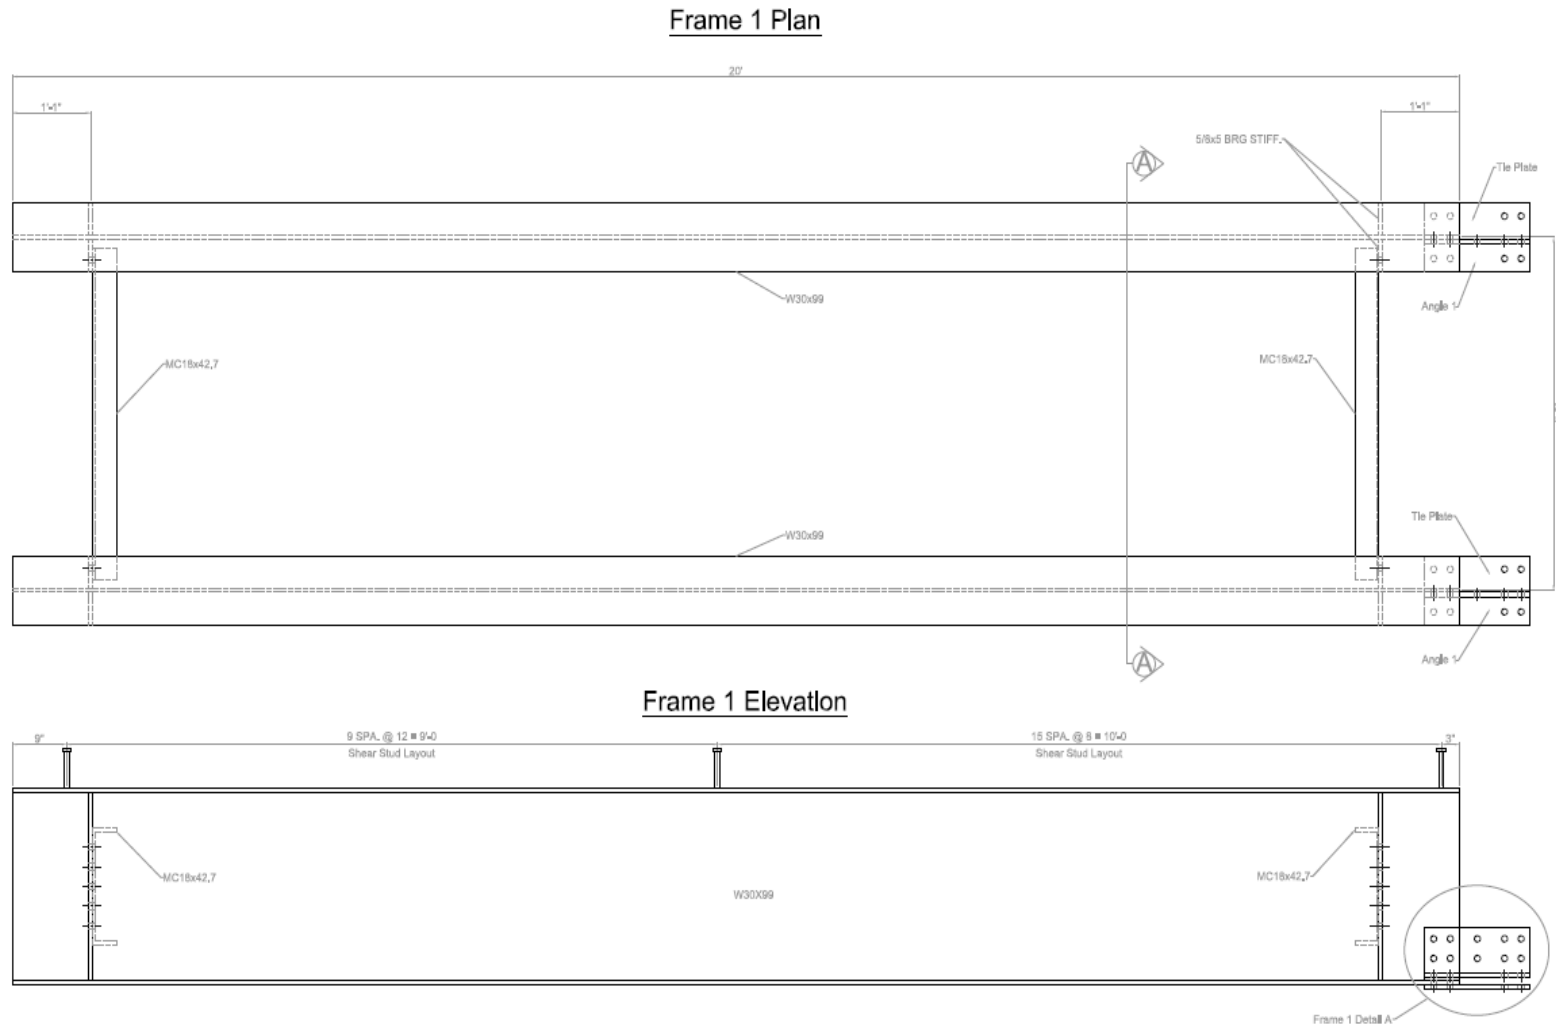 Frame 1 Plan
20'
1'-1"
1'-1"
5/8x5 BRG STIFF.
A
Tie Plate
W30x99
Angle 1
MC18x42.7
MC18x42.7
Tie Plate
W30x99
Angle 1
A
Frame 1 Elevation
9"
9 SPA. @ 12 = 9'-0
Shear Stud Layout
15 SPA. @ 8 = 10'-0
Shear Stud Layout
3"
MC18x42.7
MC18x42.7
W30X99
Frame 1 Detail A